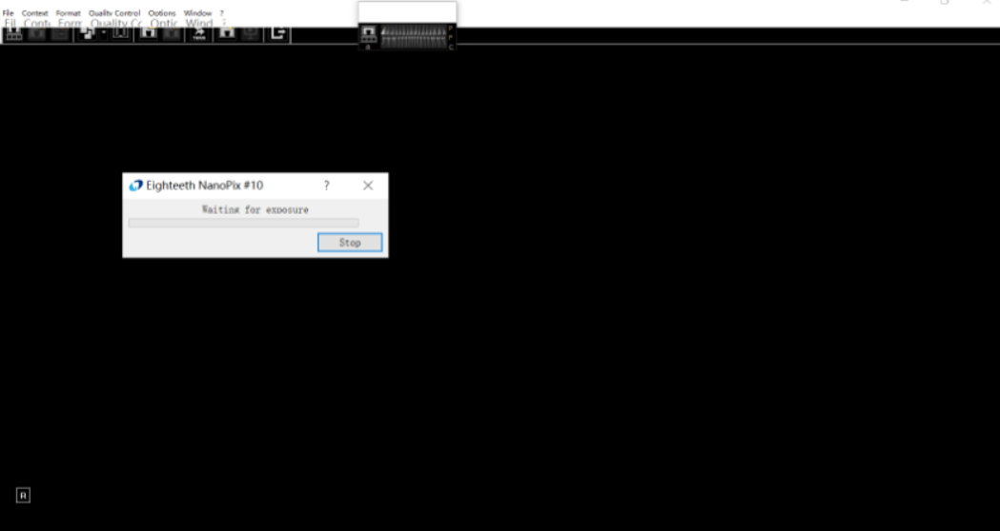 File Context Format Quality Control Options Window ?
Eighteeth NanoPix #10 ?
Waiting for exposure
Stop
R